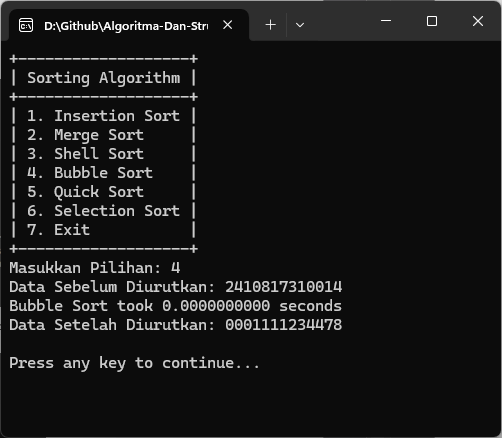 D:\Github\Algoritma-Dan-Str
+-------------------+
| Sorting Algorithm |
+-------------------+
| 1. Insertion Sort |
| 2. Merge Sort     |
| 3. Shell Sort     |
| 4. Bubble Sort    |
| 5. Quick Sort     |
| 6. Selection Sort |
| 7. Exit           |
+-------------------+
Masukkan Pilihan: 4
Data Sebelum Diurutkan: 2410817310014
Bubble Sort took 0.0000000000 seconds
Data Setelah Diurutkan: 0001111234478
Press any key to continue...